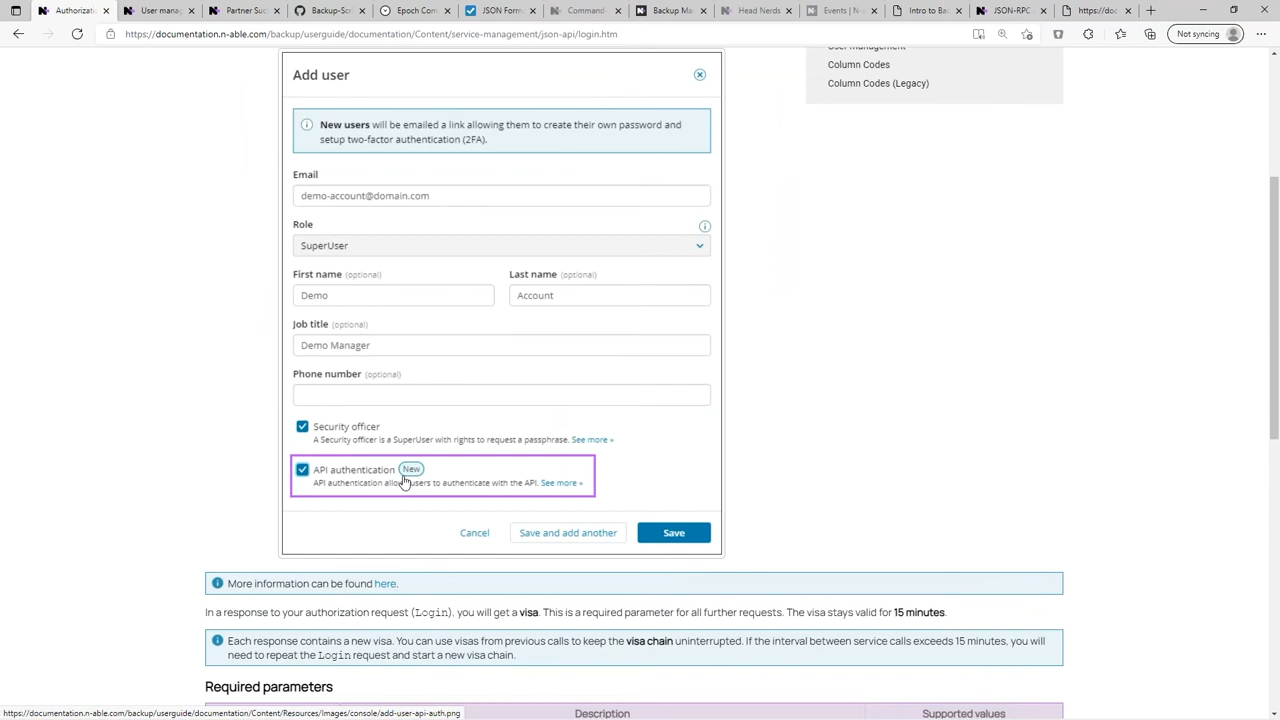 Authorizatio
User manag
Partner Suc
Backup-Scr
Epoch Conv
JSON Forma
Command-
Backup Ma
Head Nerds
Events | N-a
Intro to Bac
JSON-RPC
https://doc
https://documentation.n-able.com/backup/userguide/documentation/Content/service-management/json-api/login.htm
Not syncing
User management
Column Codes
Column Codes (Legacy)
Add user
New users will be emailed a link allowing them to create their own password and
setup two-factor authentication (2FA).
Email
demo-account@domain.com
Role
SuperUser
First name (optional)
Last name (optional)
Demo
Account
Job title (optional)
Demo Manager
Phone number (optional)
Security officer
A Security officer is a SuperUser with rights to request a passphrase. See more »
API authentication New
API authentication allows users to authenticate with the API. See more »
Cancel
Save and add another
Save
More information can be found here.
In a response to your authorization request (Login), you will get a visa. This is a required parameter for all further requests. The visa stays valid for 15 minutes.
Each response contains a new visa. You can use visas from previous calls to keep the visa chain uninterrupted. If the interval between service calls exceeds 15 minutes, you will
need to repeat the Login request and start a new visa chain.
Required parameters
Description
Supported values
https://documentation.n-able.com/backup/userguide/documentation/Content/Resources/Images/console/add-user-api-auth.png